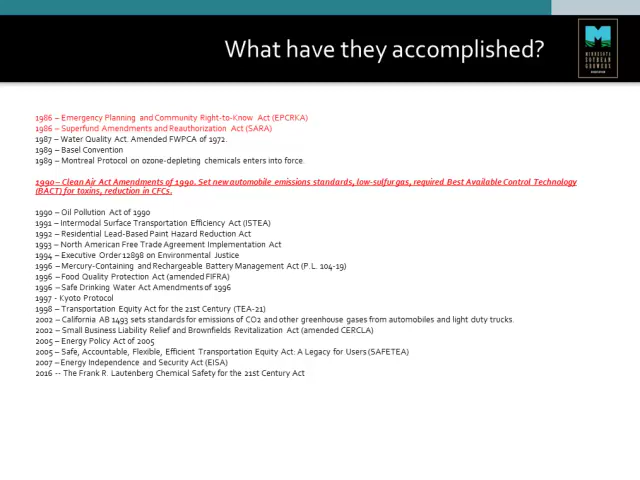 What have they accomplished?
MINNESOTA
SOYBEAN
GROWERS
ASSOCIATION
1986 – Emergency Planning and Community Right-to-Know Act (EPCRKA)
1986 – Superfund Amendments and Reauthorization Act (SARA)
1987 – Water Quality Act. Amended FWPCA of 1972.
1989 – Basel Convention
1989 – Montreal Protocol on ozone-depleting chemicals enters into force.
1990 – Clean Air Act Amendments of 1990. Set new automobile emissions standards, low-sulfur gas, required Best Available Control Technology
(BACT) for toxins, reduction in CFCs.
1990 – Oil Pollution Act of 1990
1991 – Intermodal Surface Transportation Efficiency Act (ISTEA)
1992 – Residential Lead-Based Paint Hazard Reduction Act
1993 – North American Free Trade Agreement Implementation Act
1994 – Executive Order 12898 on Environmental Justice
1996 – Mercury-Containing and Rechargeable Battery Management Act (P.L. 104-19)
1996 – Food Quality Protection Act (amended FIFRA)
1996 – Safe Drinking Water Act Amendments of 1996
1997 - Kyoto Protocol
1998 – Transportation Equity Act for the 21st Century (TEA-21)
2002 – California AB 1493 sets standards for emissions of CO2 and other greenhouse gases from automobiles and light duty trucks.
2002 – Small Business Liability Relief and Brownfields Revitalization Act (amended CERCLA)
2005 – Energy Policy Act of 2005
2005 – Safe, Accountable, Flexible, Efficient Transportation Equity Act: A Legacy for Users (SAFETEA)
2007 – Energy Independence and Security Act (EISA)
2016 -- The Frank R. Lautenberg Chemical Safety for the 21st Century Act